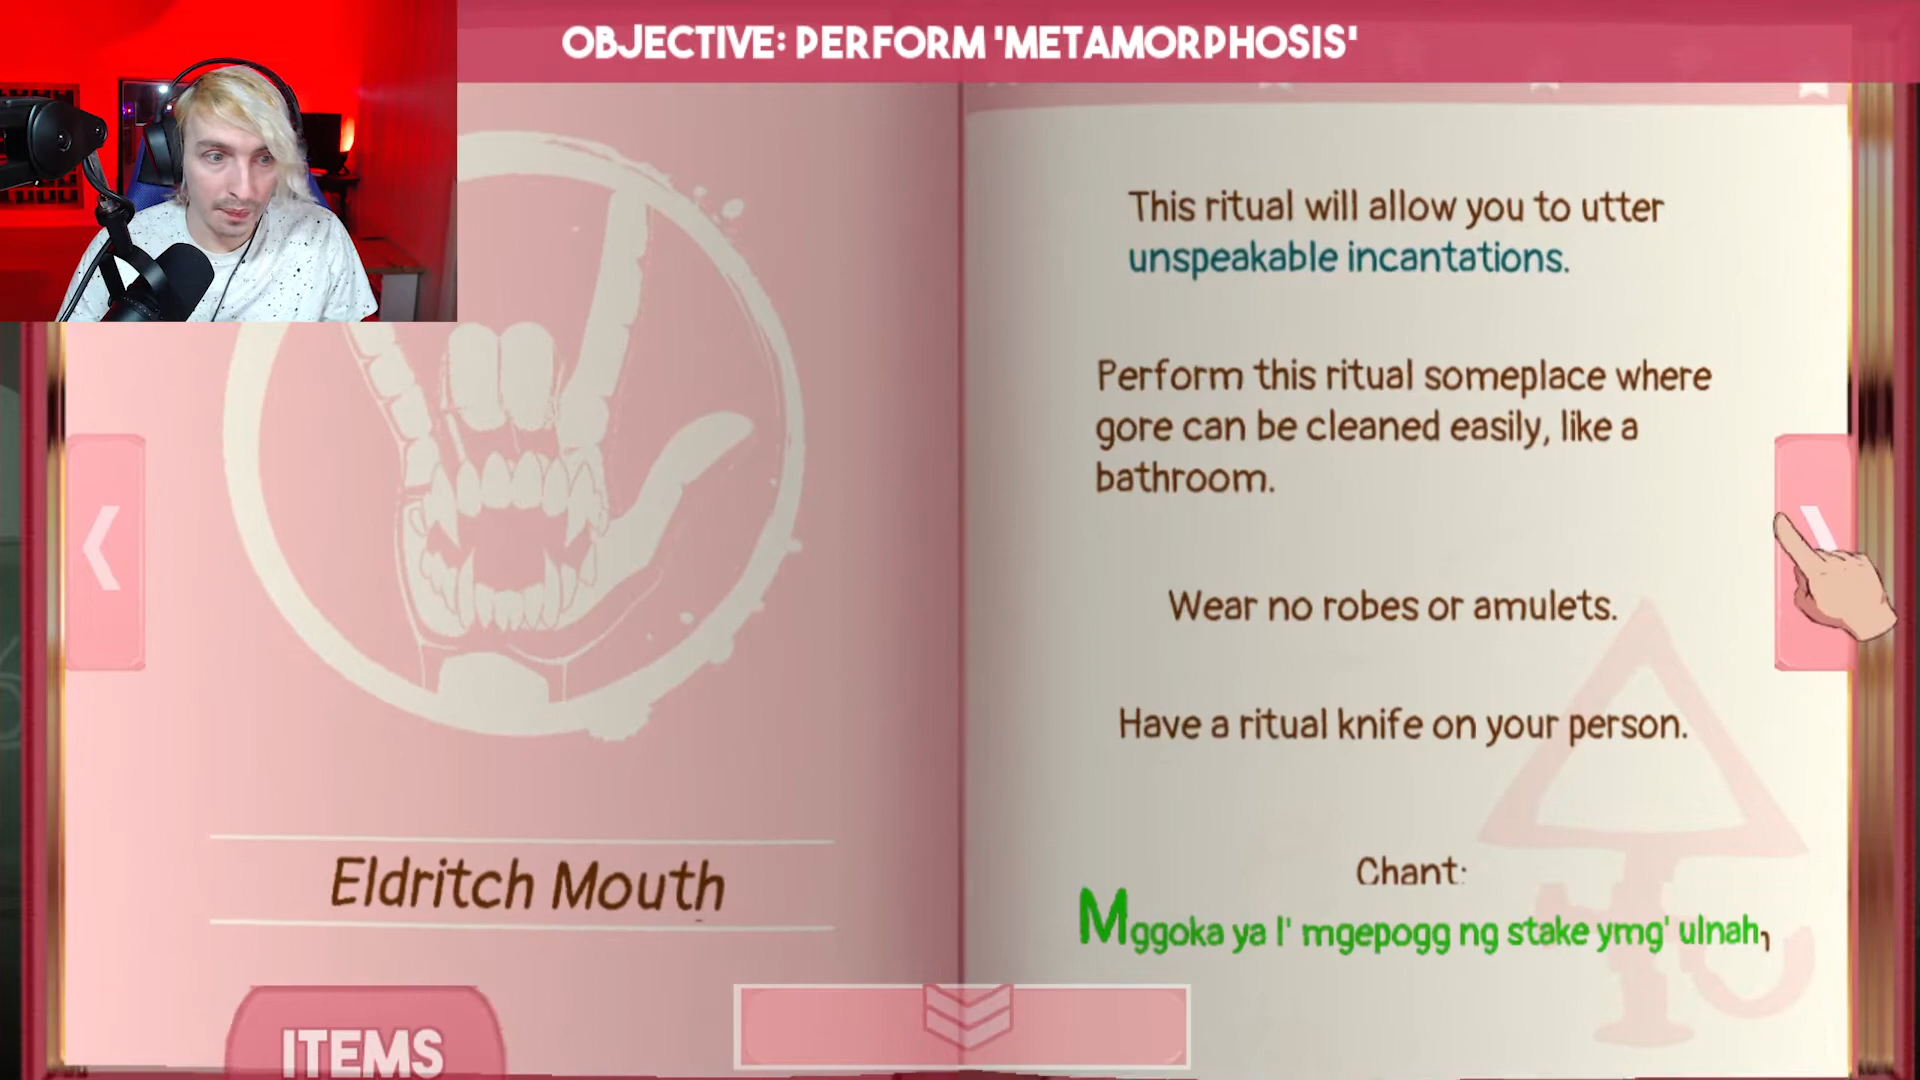 OBJECTIVE: PERFORM 'METAMORPHOSIS'
Eldritch Mouth
This ritual will allow you to utter
unspeakable incantations.
Perform this ritual someplace where
gore can be cleaned easily, like a
bathroom.
Wear no robes or amulets.
Have a ritual knife on your person.
Chant:
Mggoka ya l' mgepogg ng stake ymg' ulnah,
ITEMS